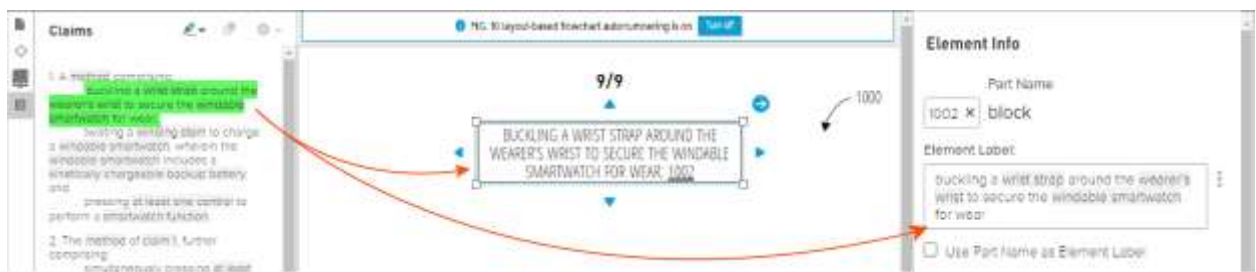 Claims
1. A method comprising:
buckling a wrist strap around the
wearer's wrist to secure the windable
smartwatch for wear;
twisting a winding stem to charge
a windable smartwatch, wherein the
windable smartwatch includes a
kinetically chargeable backup battery
and
pressing at least one control to
perform a smartwatch function.
2. The method of claim 1, further
comprising:
simultaneously pressing at least
FIG. 10 layout-based flowchart autonumbering is on
Turn off
9/9
1000
BUCKLING A WRIST STRAP AROUND THE
WEARER'S WRIST TO SECURE THE WINDABLE
SMARTWATCH FOR WEAR; 1002
Element Info
Part Name
1002 × block
Element Label:
buckling a wrist strap around the wearer's
wrist to secure the windable smartwatch
for wear
Use Part Name as Element Label